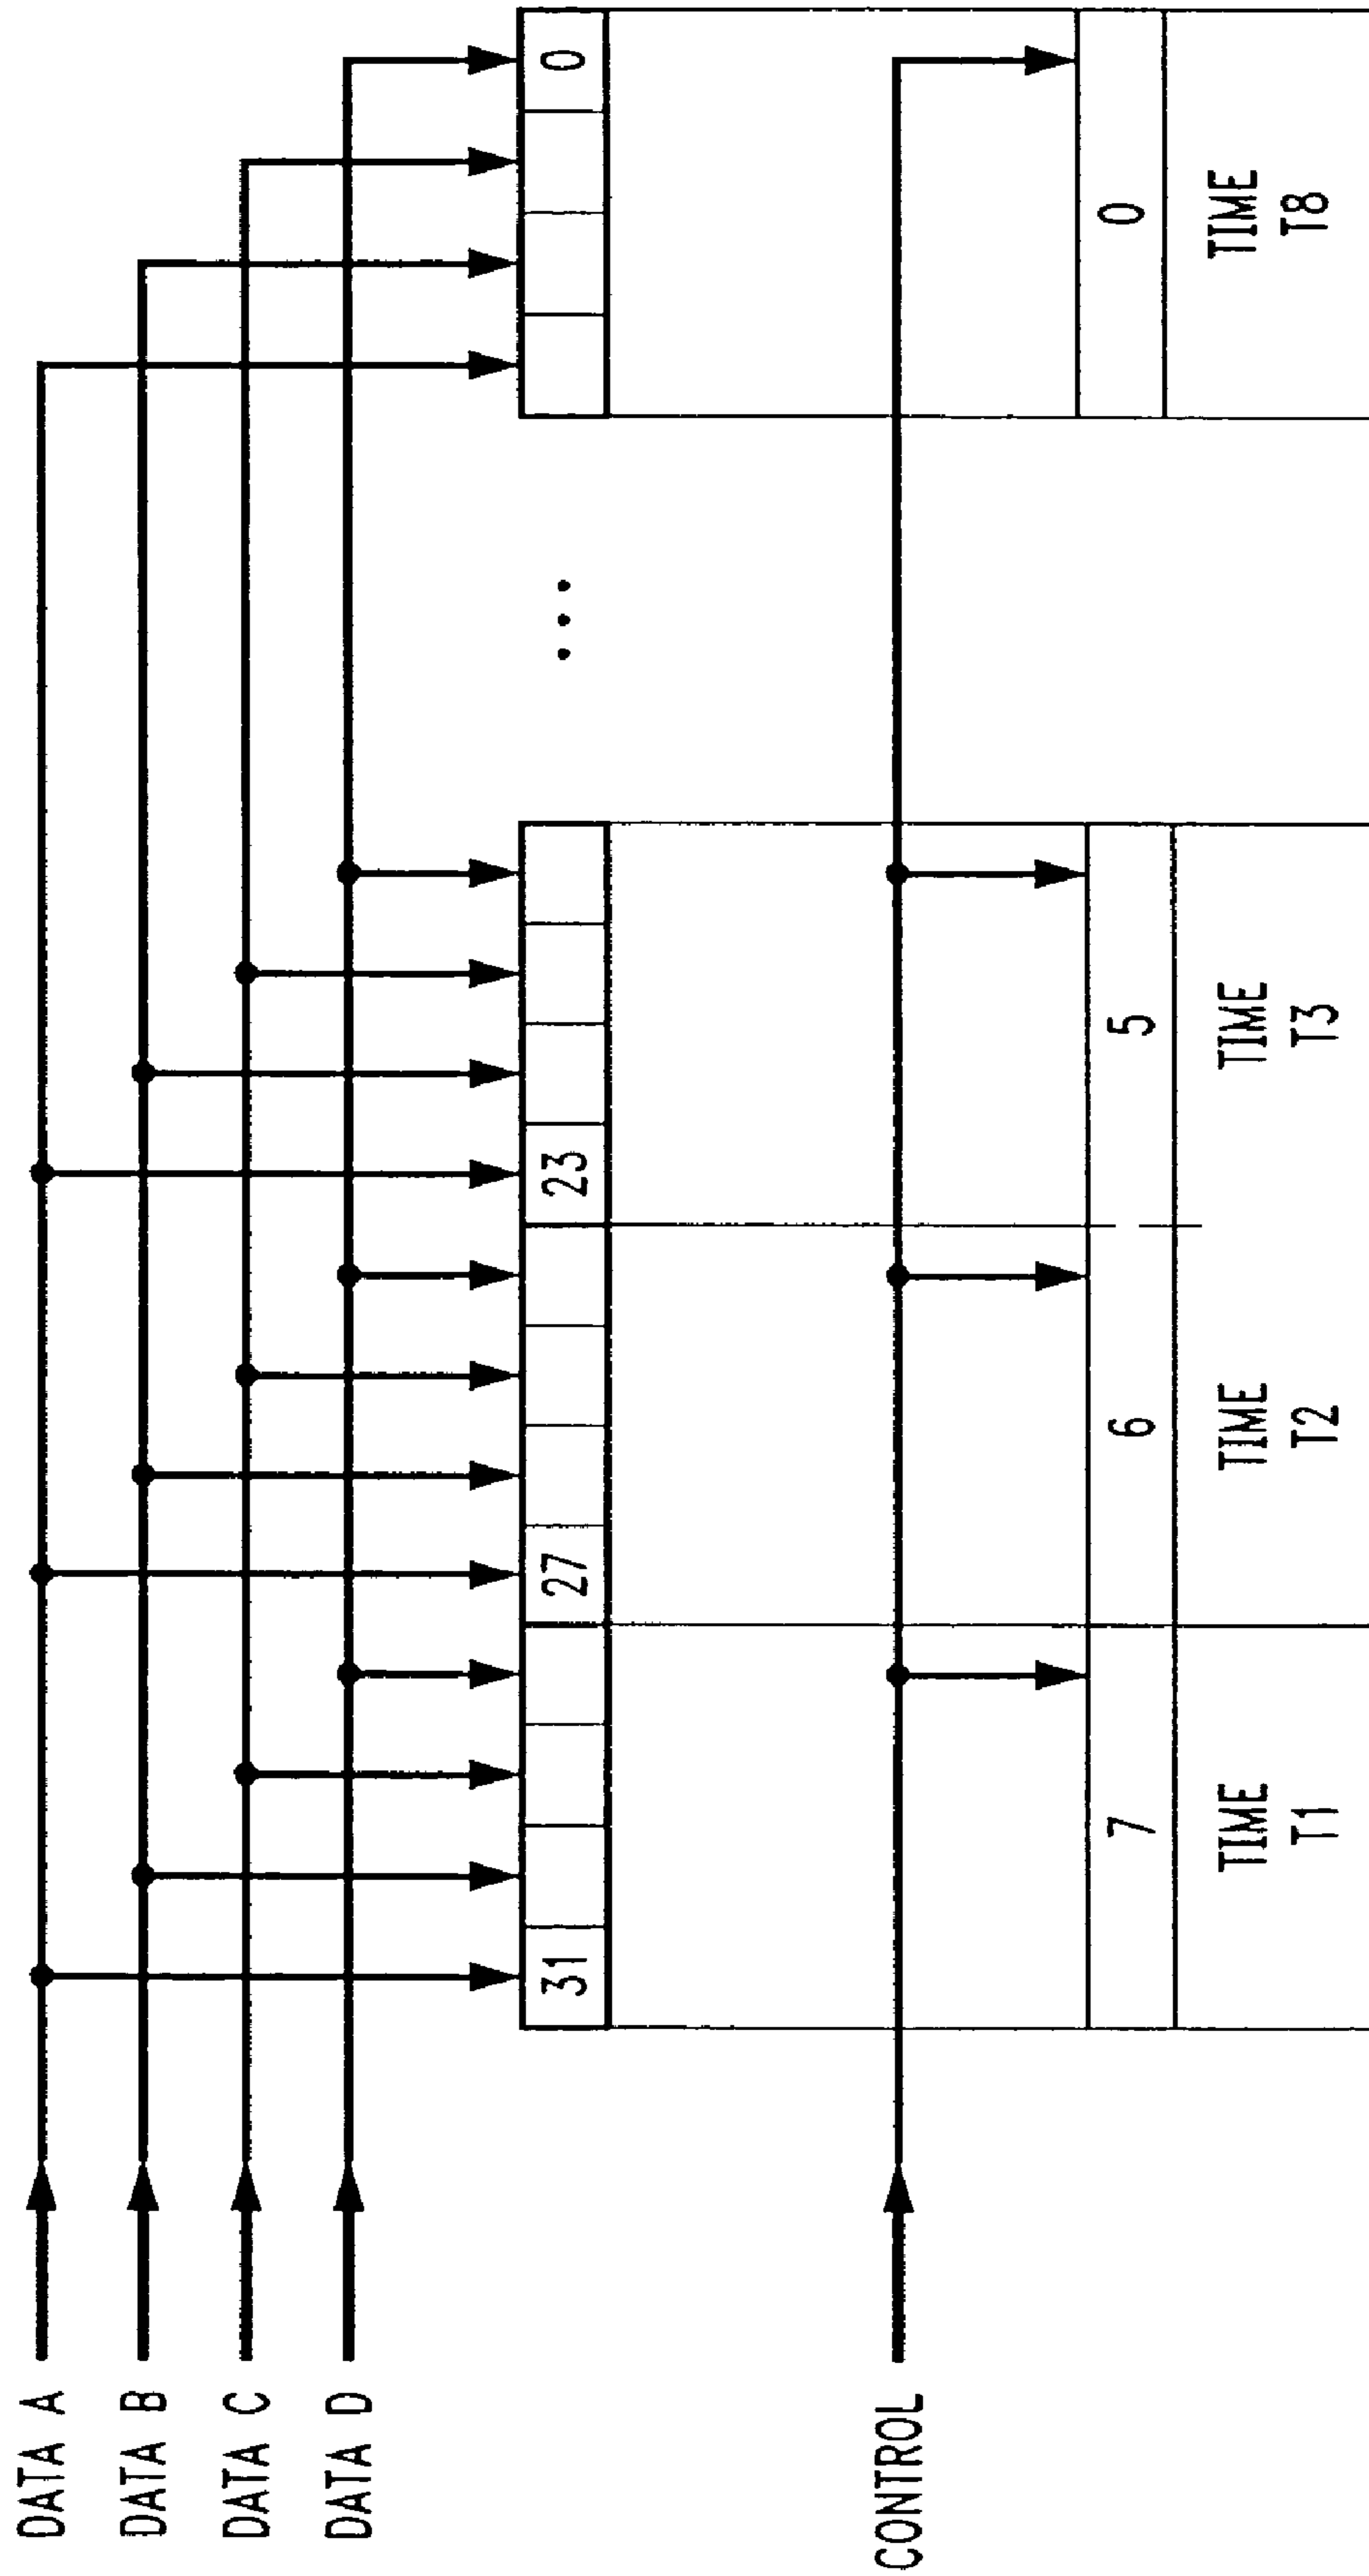 DATA A
DATA B
DATA C
DATA D
31
27
23
...
0
CONTROL
7
6
5
0
TIME
T1
TIME
T2
TIME
T3
TIME
T8